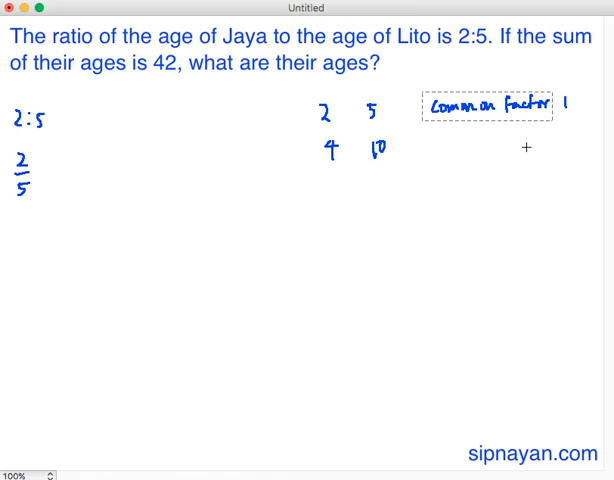 Untitled
The ratio of the age of Jaya to the age of Lito is 2:5. If the sum
of their ages is 42, what are their ages?
2:5
2
5
2 5 common factor 1
4 10
sipnayan.com
100%